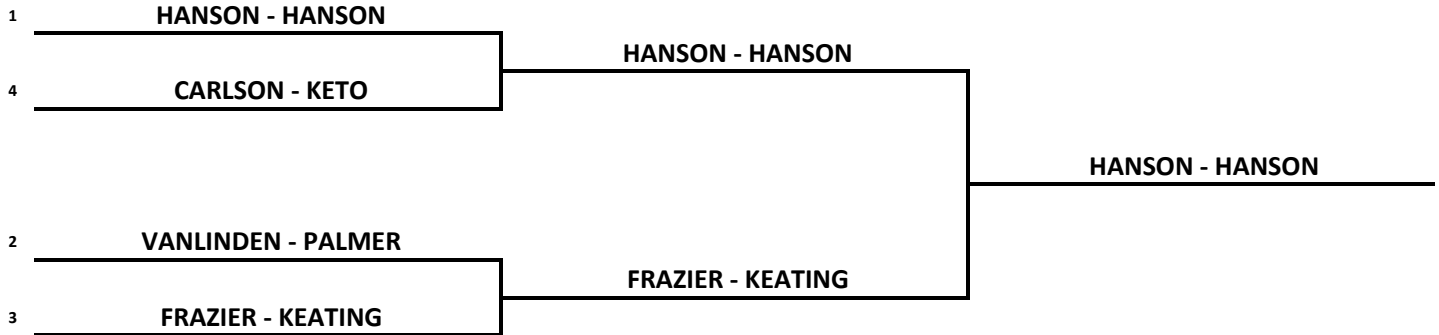 1 HANSON - HANSON
HANSON - HANSON
4 CARLSON - KETO
HANSON - HANSON
2 VANLINDEN - PALMER
FRAZIER - KEATING
3 FRAZIER - KEATING